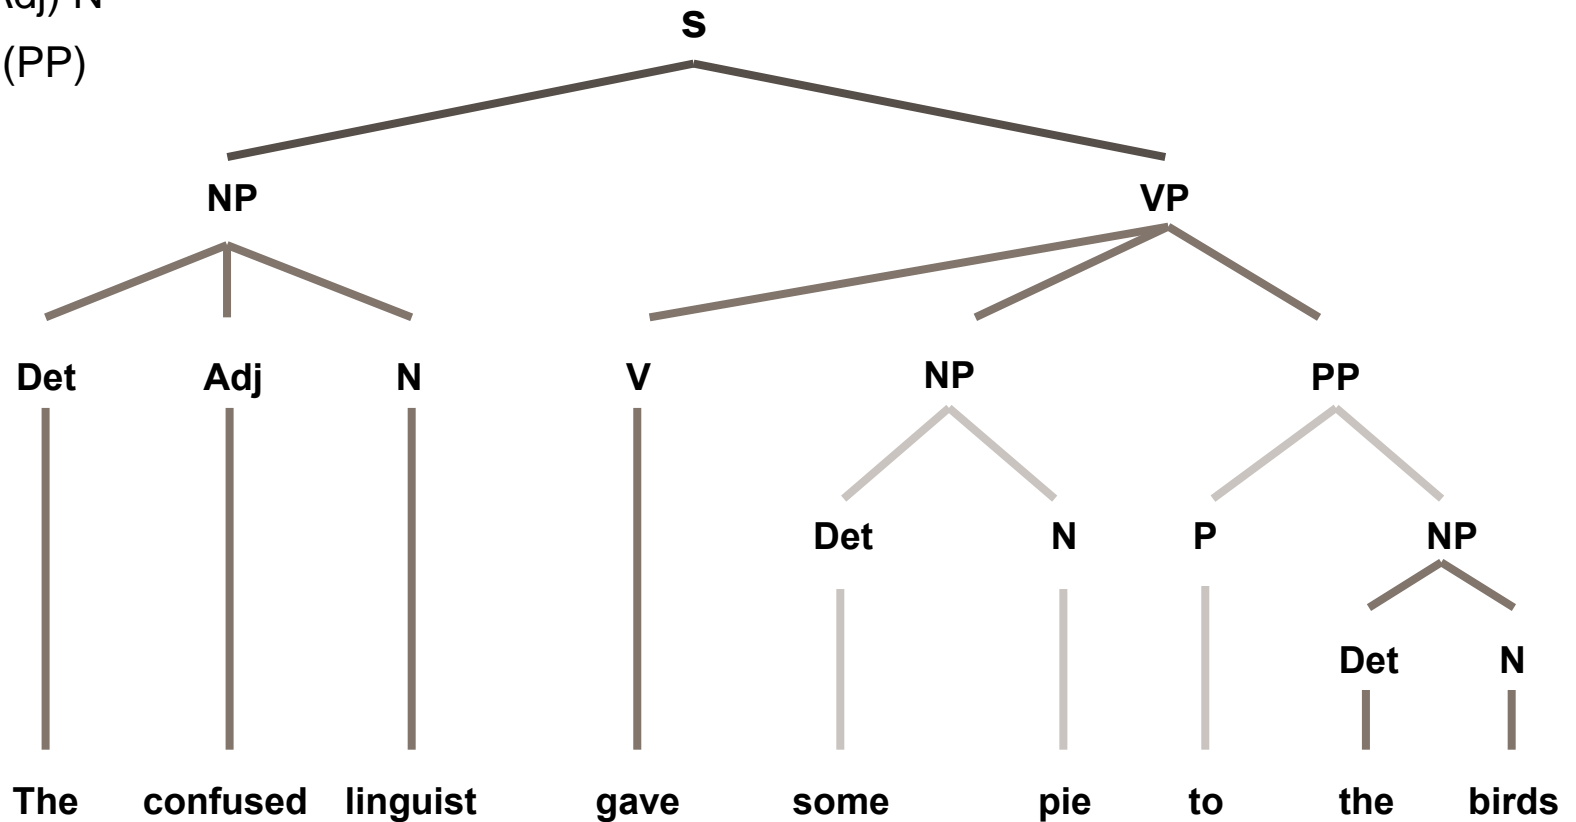 N
S
(PP)
NP VP
Det Adj N V NP PP
Det N P NP
Det N
The confused linguist gave some pie to the birds